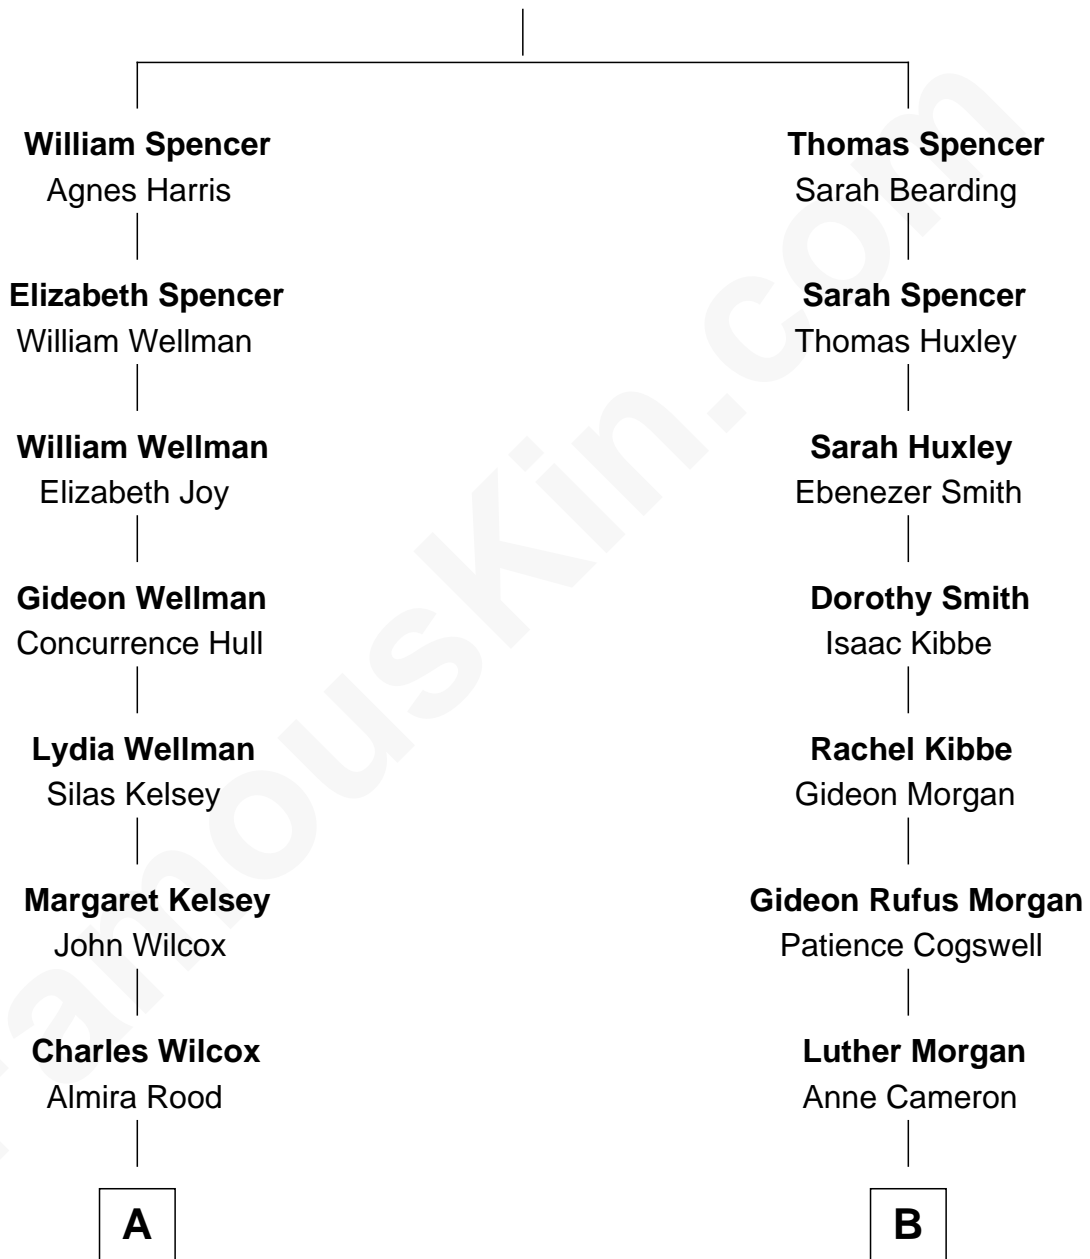 William Spencer
Agnes Harris
Thomas Spencer
Sarah Bearding
Elizabeth Spencer
William Wellman
Sarah Spencer
Thomas Huxley
William Wellman
Elizabeth Joy
Sarah Huxley
Ebenezer Smith
Gideon Wellman
Concurrence Hull
Dorothy Smith
Isaac Kibbe
Lydia Wellman
Silas Kelsey
Rachel Kibbe
Gideon Morgan
Margaret Kelsey
John Wilcox
Gideon Rufus Morgan
Patience Cogswell
Charles Wilcox
Almira Rood
Luther Morgan
Anne Cameron
A
B
FamousKin.com